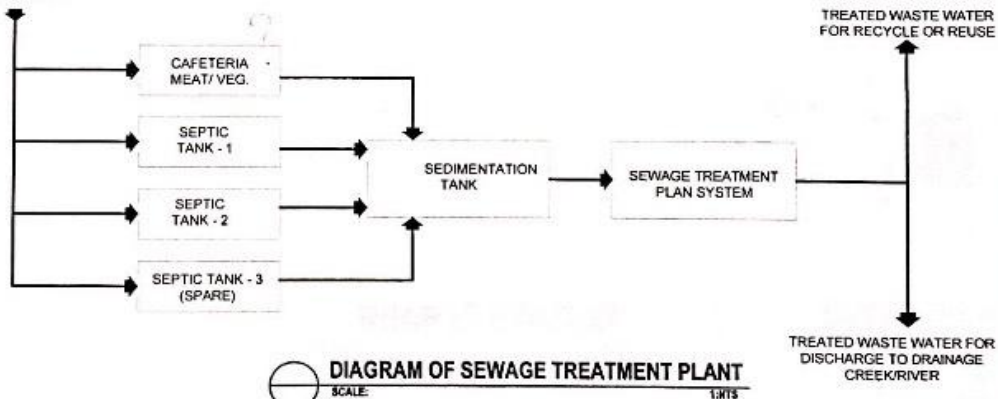 TREATED WASTE WATER
FOR RECYCLE OR REUSE
CAFETERIA
MEAT/ VEG.
SEPTIC
TANK - 1
SEDIMENTATION
TANK
SEWAGE TREATMENT
PLAN SYSTEM
SEPTIC
TANK - 2
SEPTIC TANK - 3
(SPARE)
TREATED WASTE WATER FOR
DISCHARGE TO DRAINAGE
CREEK/RIVER
DIAGRAM OF SEWAGE TREATMENT PLANT
SCALE: 1:NTS